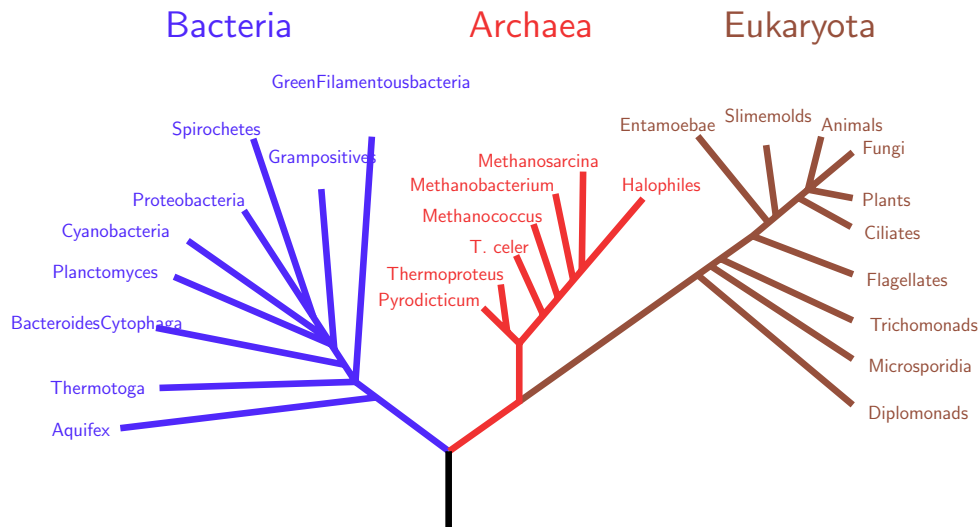 Bacteria
Archaea
Eukaryota
GreenFilamentousbacteria
Spirochetes
Grampositives
Proteobacteria
Cyanobacteria
Planctomyces
BacteroidesCytophaga
Thermotoga
Aquifex
Methanosarcina
Methanobacterium
Halophiles
Methanococcus
T. celer
Thermoproteus
Pyrodicticum
Entamoebae
Slimemolds
Animals
Fungi
Plants
Ciliates
Flagellates
Trichomonads
Microsporidia
Diplomonads